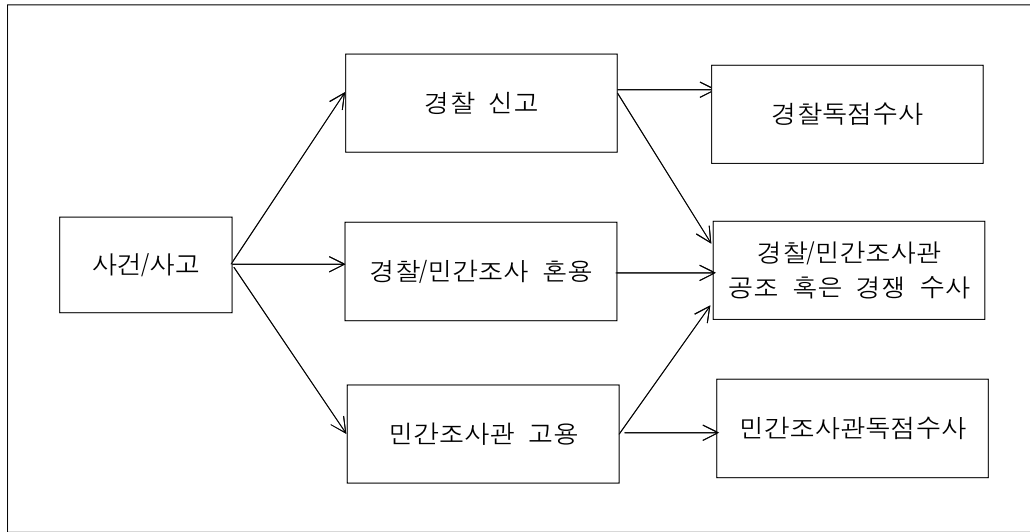 경찰 신고
경찰독점수사
사건/사고
경찰/민간조사 혼용
경찰/민간조사관
공조 혹은 경쟁 수사
민간조사관 고용
민간조사관독점수사